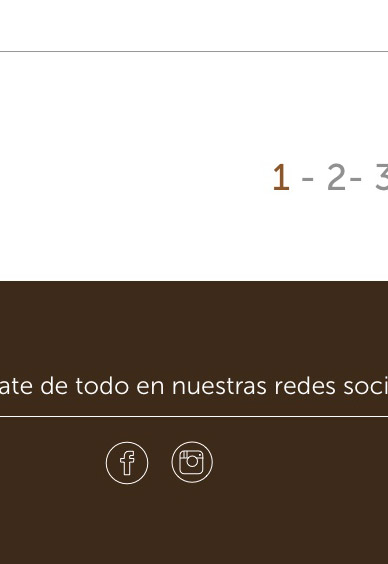 1 - 2- 3
ate de todo en nuestras redes soci